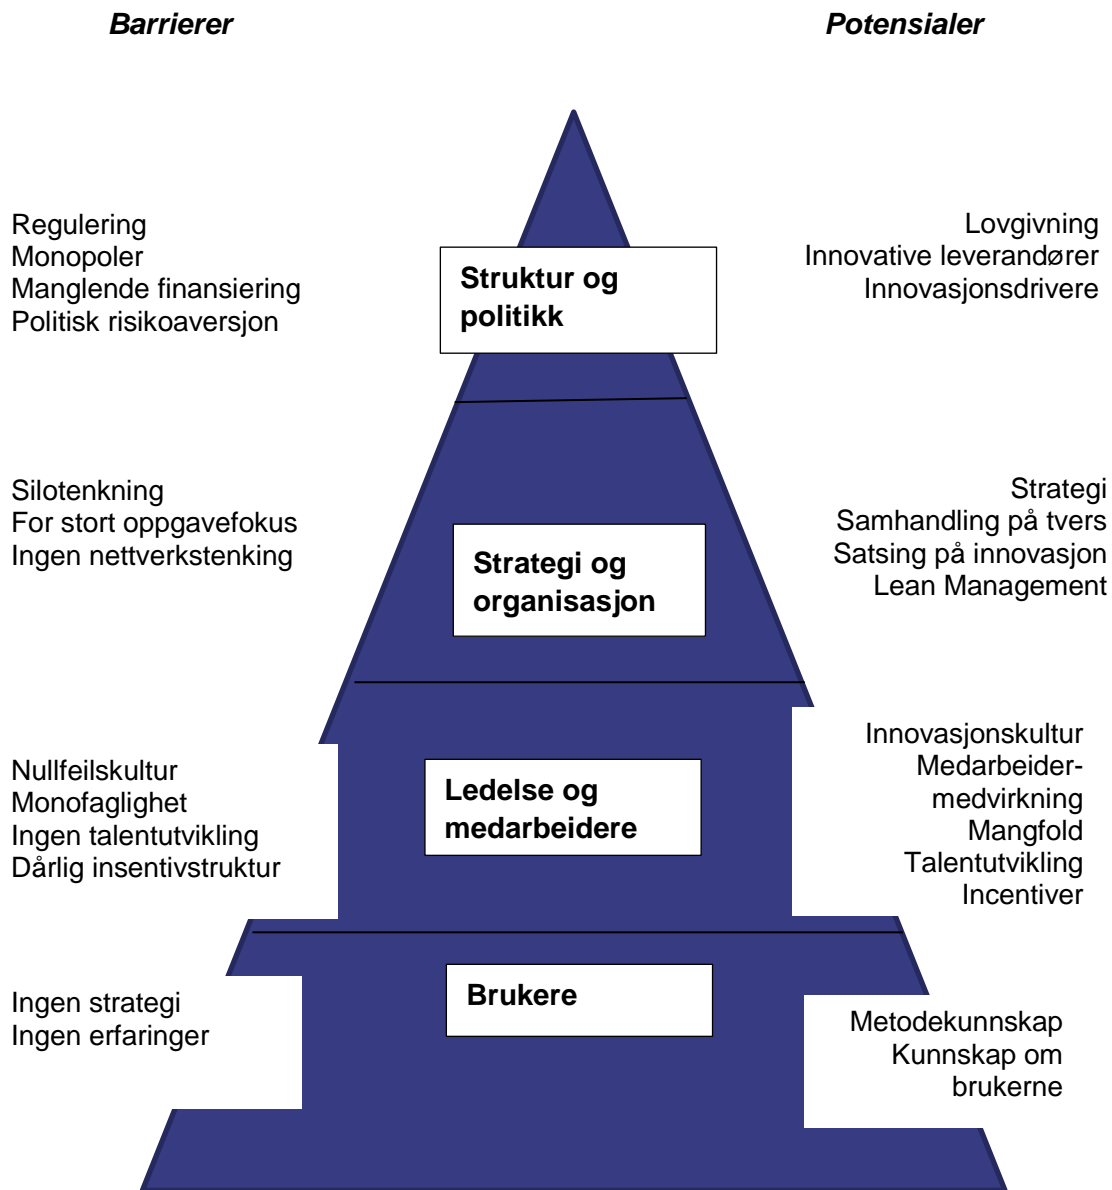 Barrierer
Potensialer
Regulering
Monopoler
Manglende finansiering
Politisk risikoaversjon
Struktur og
politikk
Lovgivning
Innovative leverandører
Innovasjonsdrivere
Silotenkning
For stort oppgavefokus
Ingen nettverkstenking
Strategi og
organisasjon
Strategi
Samhandling på tvers
Satsing på innovasjon
Lean Management
Nullfeilskultur
Monofaglighet
Ingen talentutvikling
Dårlig insentivstruktur
Ledelse og
medarbeidere
Innovasjonskultur
Medarbeider-
medvirkning
Mangfold
Talentutvikling
Incentiver
Ingen strategi
Ingen erfaringer
Brukere
Metodekunnskap
Kunnskap om
brukerne